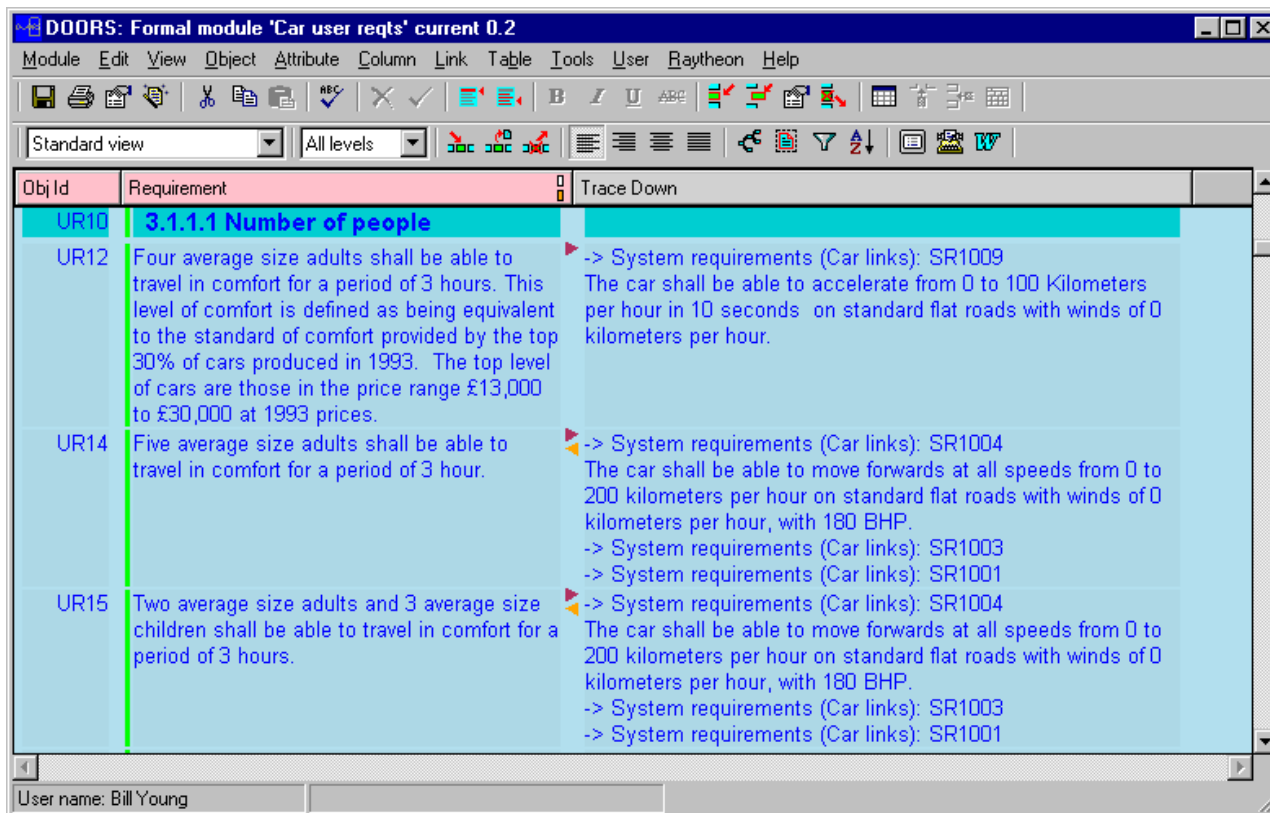 DOORS: Formal module 'Car user reqts' current 0.2
Module Edit View Object Attribute Column Link Table Tools User Raytheon Help
ABC B I U ABC
Standard view All levels A Z W
Obj Id Requirement Trace Down
UR10 3.1.1.1 Number of people
UR12 Four average size adults shall be able to
travel in comfort for a period of 3 hours. This
level of comfort is defined as being equivalent
to the standard of comfort provided by the top
30% of cars produced in 1993. The top level
of cars are those in the price range £13,000
to £30,000 at 1993 prices.
-> System requirements (Car links): SR1009
The car shall be able to accelerate from 0 to 100 Kilometers
per hour in 10 seconds on standard flat roads with winds of 0
kilometers per hour.
UR14 Five average size adults shall be able to
travel in comfort for a period of 3 hour.
-> System requirements (Car links): SR1004
The car shall be able to move forwards at all speeds from 0 to
200 kilometers per hour on standard flat roads with winds of 0
kilometers per hour, with 180 BHP.
-> System requirements (Car links): SR1003
-> System requirements (Car links): SR1001
UR15 Two average size adults and 3 average size
children shall be able to travel in comfort for a
period of 3 hours.
-> System requirements (Car links): SR1004
The car shall be able to move forwards at all speeds from 0 to
200 kilometers per hour on standard flat roads with winds of 0
kilometers per hour, with 180 BHP.
-> System requirements (Car links): SR1003
-> System requirements (Car links): SR1001
User name: Bill Young